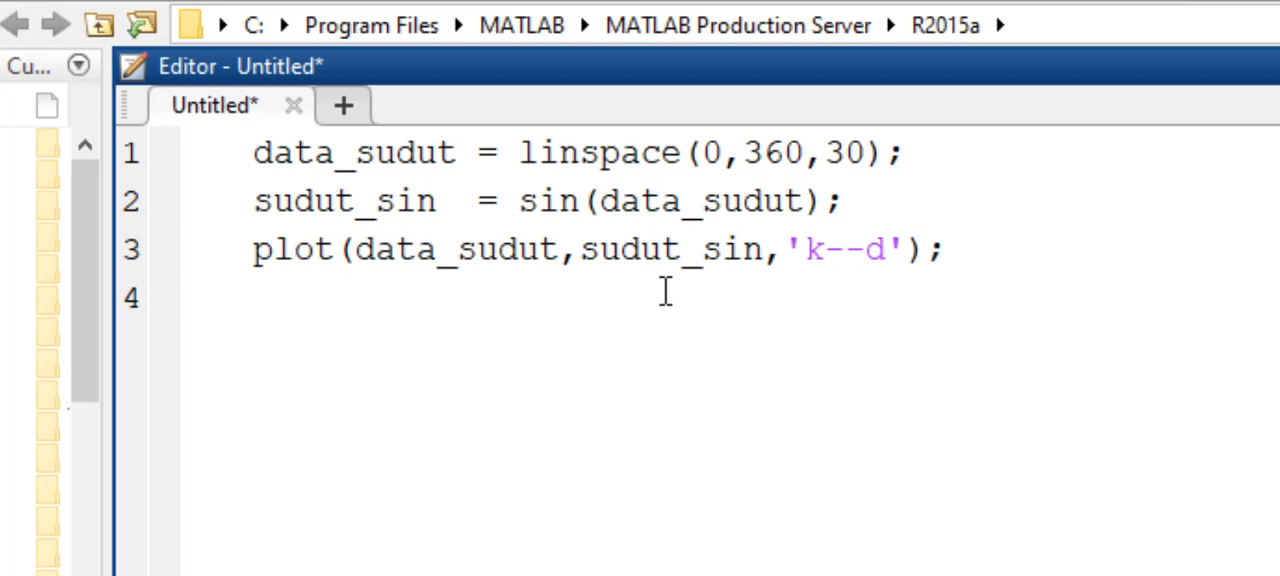 C: Program Files MATLAB MATLAB Production Server R2015a
Cu... Editor - Untitled*
Untitled* +
1 data_sudut = linspace(0,360,30);
2 sudut_sin = sin(data_sudut);
3 plot(data_sudut,sudut_sin,'k--d');
4